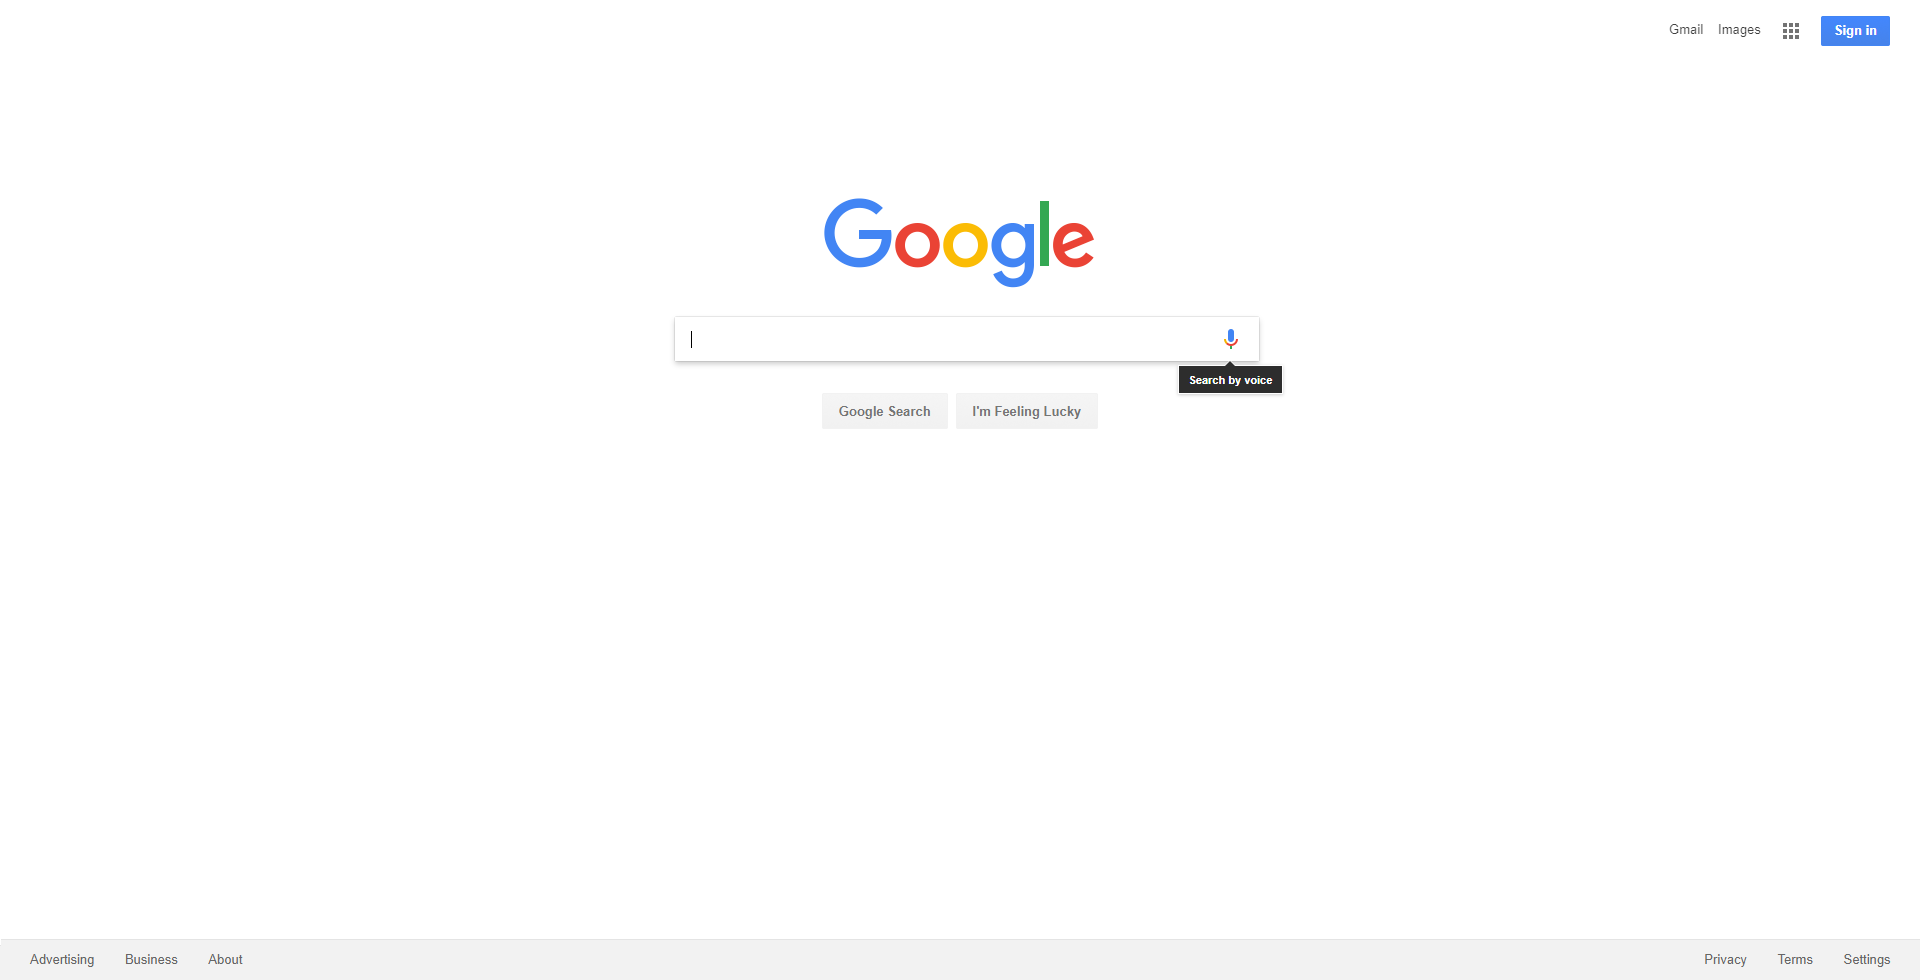 Gmail Images Sign in
Google
Search by voice
Google Search I'm Feeling Lucky
Advertising Business About Privacy Terms Settings